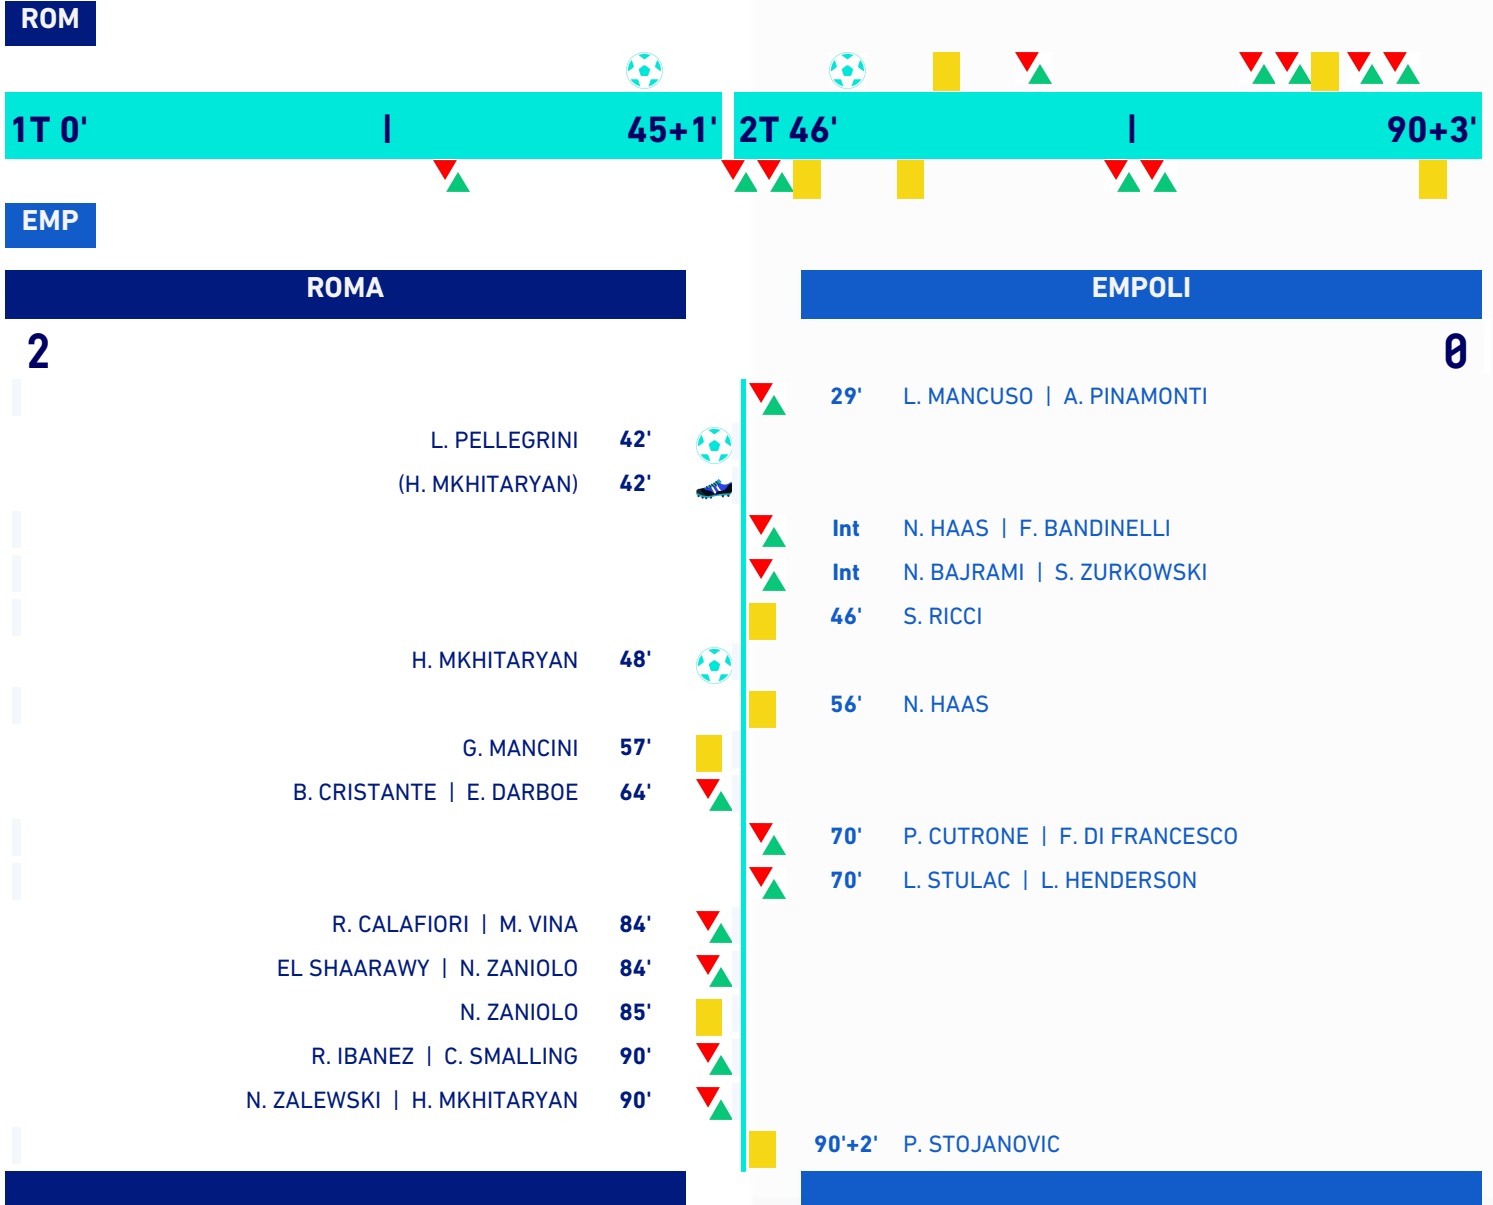 ROM
1T 0' | 45+1' 2T 46' | 90+3'
EMP
ROMA EMPOLI
2 0
29' L. MANCUSO | A. PINAMONTI
L. PELLEGRINI 42'
(H. MKHITARYAN) 42'
Int N. HAAS | F. BANDINELLI
Int N. BAJRAMI | S. ZURKOWSKI
46' S. RICCI
H. MKHITARYAN 48'
56' N. HAAS
G. MANCINI 57'
B. CRISTANTE | E. DARBOE 64'
70' P. CUTRONE | F. DI FRANCESCO
70' L. STULAC | L. HENDERSON
R. CALAFIORI | M. VINA 84'
EL SHAARAWY | N. ZANIOLO 84'
N. ZANIOLO 85'
R. IBANEZ | C. SMALLING 90'
N. ZALEWSKI | H. MKHITARYAN 90'
90'+2' P. STOJANOVIC